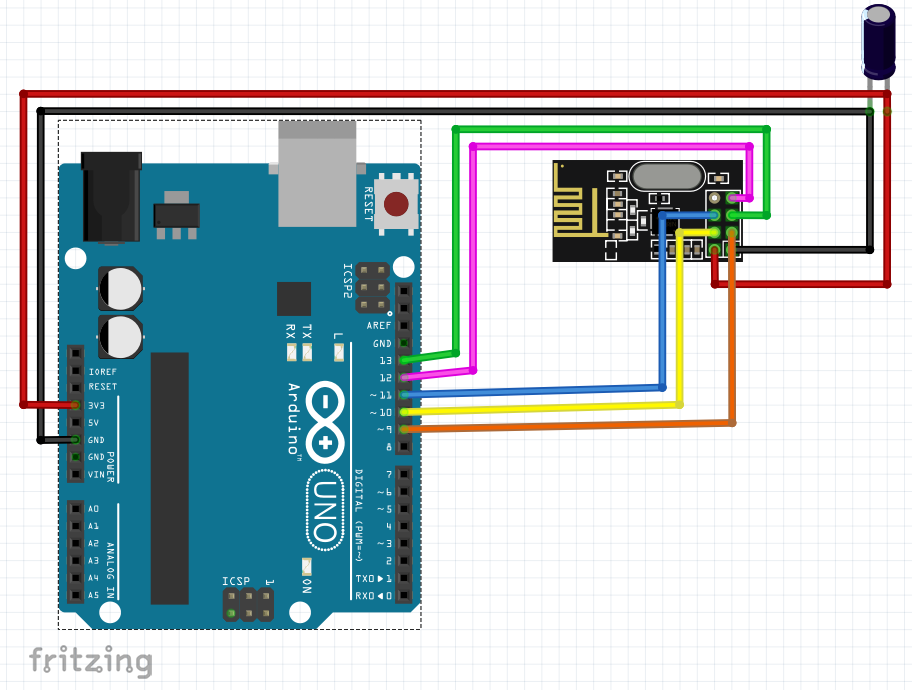 RESET
ICSP2
AREF
GND
RX
TX
L
13
12
IOREF
~11
RESET
~10
3V3
~9
5V
8
GND
GND
VIN
POWER
Arduino™
7
~6
UNO
DIGITAL (PWM=~)
~5
A0
4
A1
~3
A2
2
A3
TX0▶1
A4
RX0◀0
A5
ANALOG IN
ON
ICSP
1
fritzing